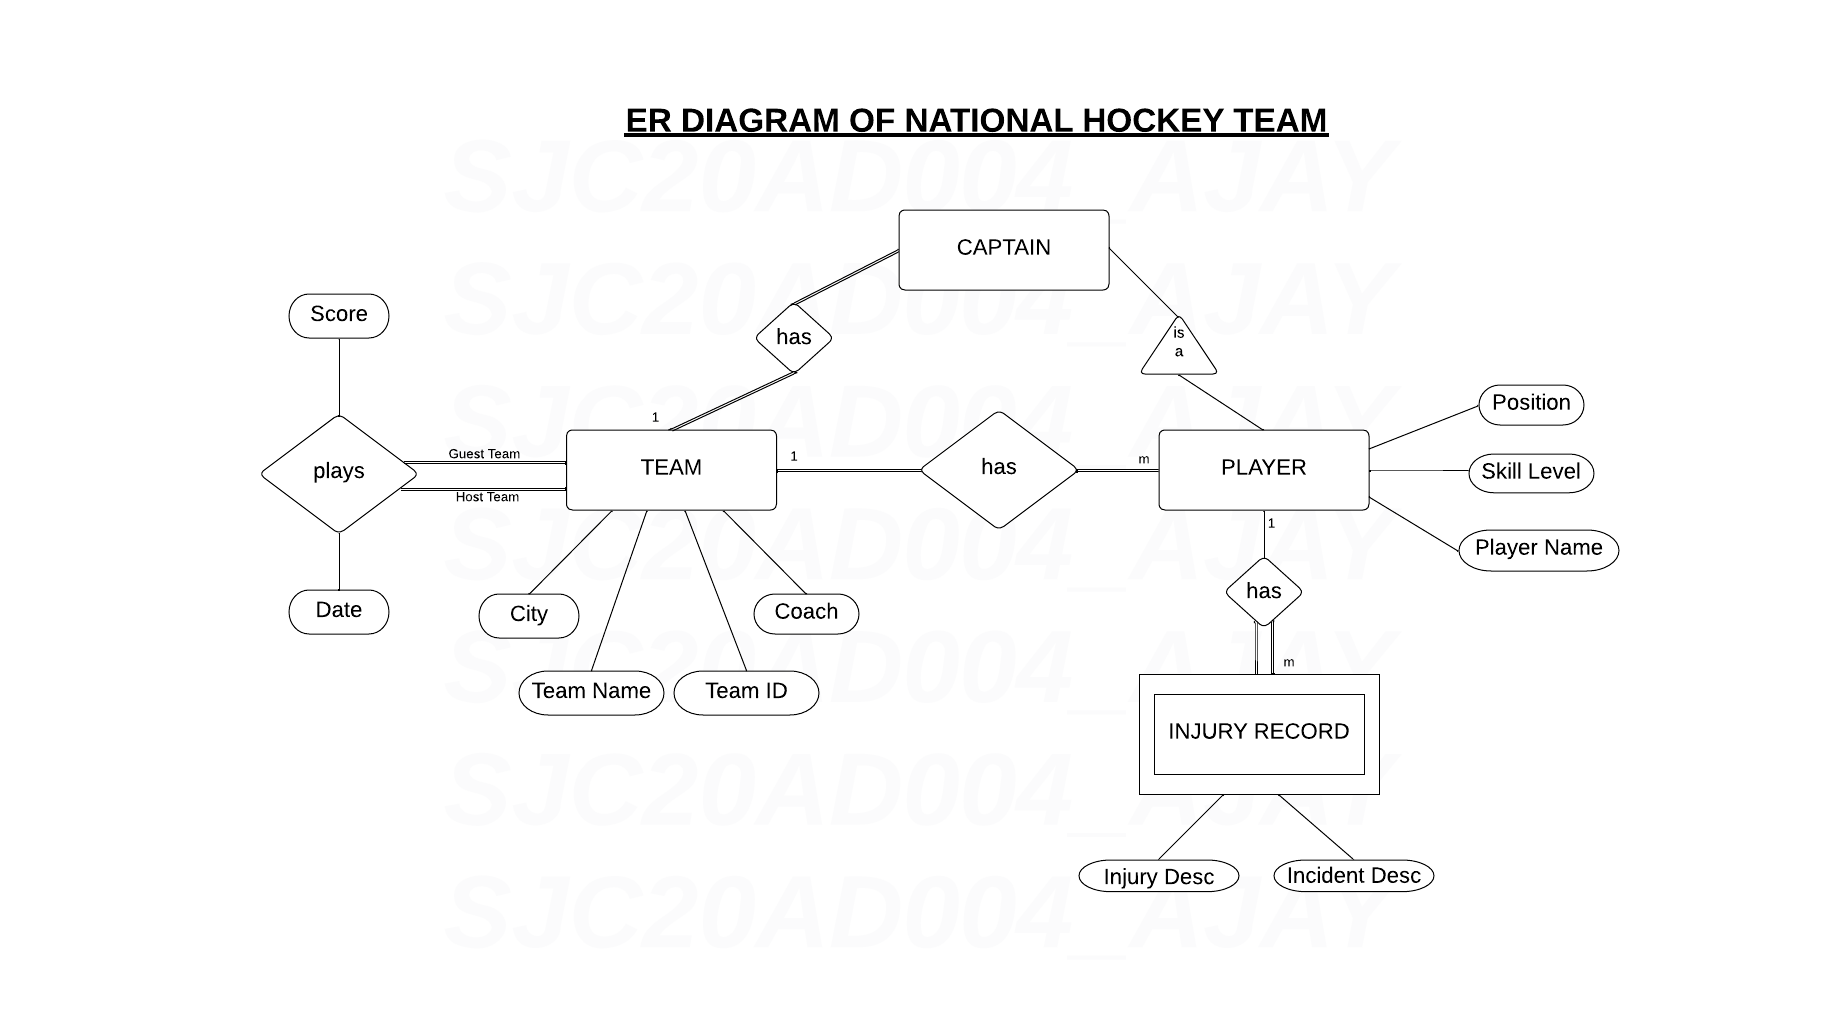 ER DIAGRAM OF NATIONAL HOCKEY TEAM
SJC20AD004_AJAY
CAPTAIN
SJC20AD004_AJAY
Score
has
is
a
SJC20AD004_AJAY
Position
1
Guest Team
plays
Host Team
TEAM
1
has
m
PLAYER
Skill Level
1
SJC20AD004_AJAY
Player Name
has
Date
City
Coach
SJC20AD004_AJAY
m
Team Name
Team ID
INJURY RECORD
SJC20AD004_AJAY
Injury Desc
Incident Desc
SJC20AD004_AJAY